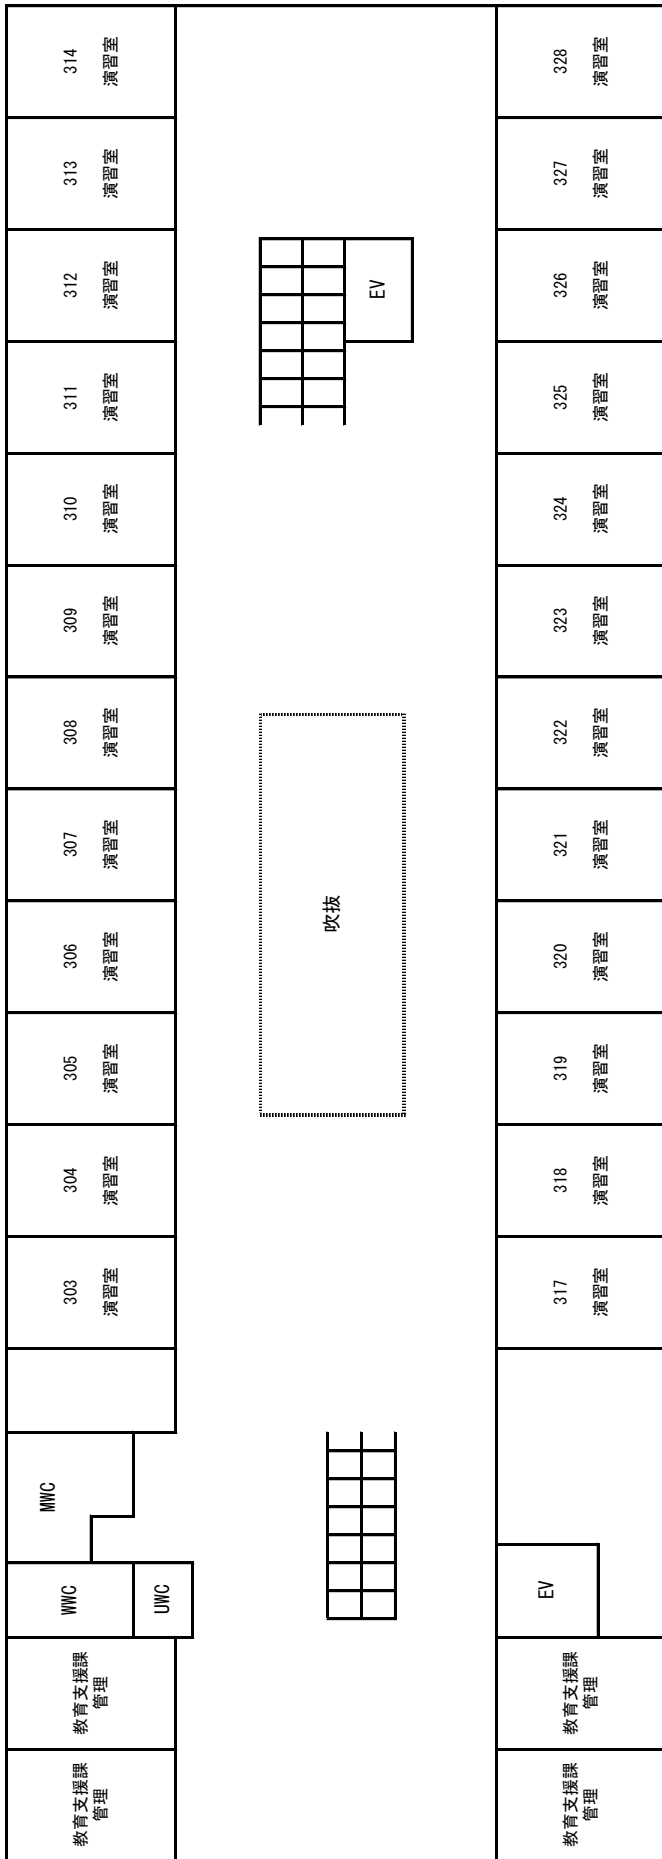 教育支援課
管理
教育支援課
管理
WWC
UWC
MWC
303
演習室
304
演習室
305
演習室
306
演習室
307
演習室
308
演習室
309
演習室
310
演習室
311
演習室
312
演習室
313
演習室
314
演習室
吹抜
EV
教育支援課
管理
教育支援課
管理
EV
317
演習室
318
演習室
319
演習室
320
演習室
321
演習室
322
演習室
323
演習室
324
演習室
325
演習室
326
演習室
327
演習室
328
演習室